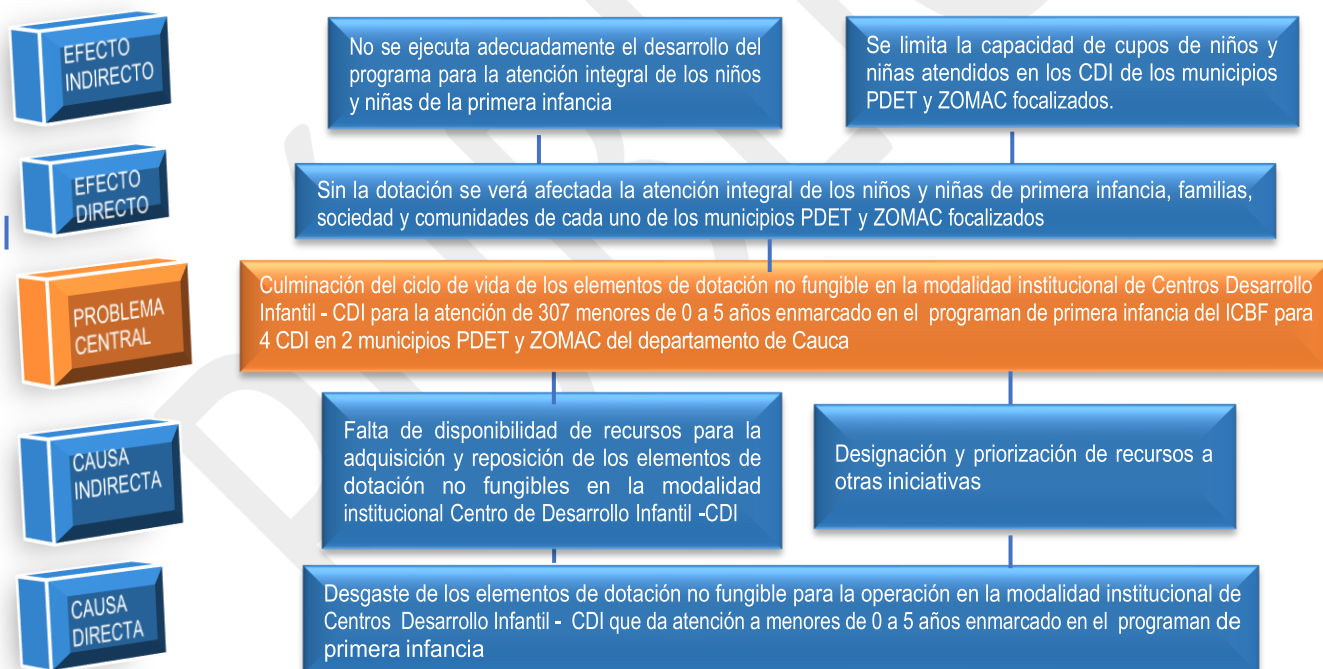 EFECTO
INDIRECTO
No se ejecuta adecuadamente el desarrollo del
programa para la atención integral de los niños
y niñas de la primera infancia
Se limita la capacidad de cupos de niños y
niñas atendidos en los CDI de los municipios
PDET y ZOMAC focalizados.
EFECTO
DIRECTO
Sin la dotación se verá afectada la atención integral de los niños y niñas de primera infancia, familias,
sociedad y comunidades de cada uno de los municipios PDET y ZOMAC focalizados
PROBLEMA
CENTRAL
Culminación del ciclo de vida de los elementos de dotación no fungible en la modalidad institucional de Centros Desarrollo
Infantil - CDI para la atención de 307 menores de 0 a 5 años enmarcado en el programan de primera infancia del ICBF para
4 CDI en 2 municipios PDET y ZOMAC del departamento de Cauca
CAUSA
INDIRECTA
Falta de disponibilidad de recursos para la
adquisición y reposición de los elementos de
dotación no fungibles en la modalidad
institucional Centro de Desarrollo Infantil -CDI
Designación y priorización de recursos a
otras iniciativas
CAUSA
DIRECTA
Desgaste de los elementos de dotación no fungible para la operación en la modalidad institucional de
Centros Desarrollo Infantil - CDI que da atención a menores de 0 a 5 años enmarcado en el programan de
primera infancia